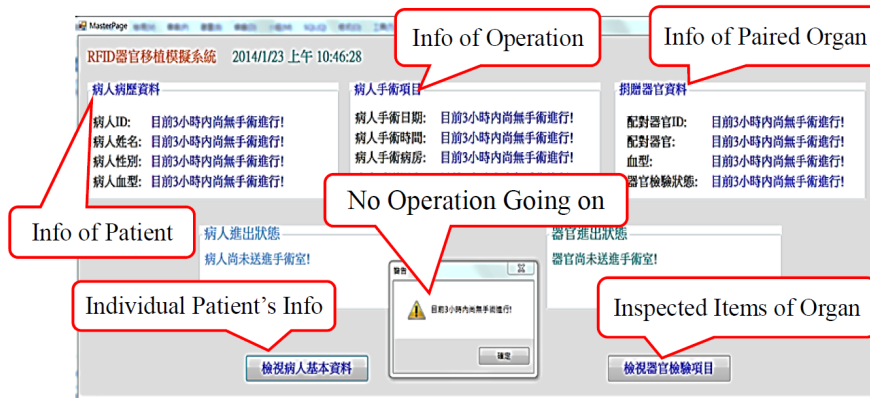 MasterPage
RFID器官移植模擬系統 2014/1/23 上午 10:46:28
Info of Operation
Info of Paired Organ
病人病歷資料
病人ID: 目前3小時內尚無手術進行!
病人姓名: 目前3小時內尚無手術進行!
病人性別: 目前3小時內尚無手術進行!
病人血型: 目前3小時內尚無手術進行!
病人手術項目
病人手術日期: 目前3小時內尚無手術進行!
病人手術時間: 目前3小時內尚無手術進行!
病人手術病房: 目前3小時內尚無手術進行!
捐贈器官資料
配對器官ID: 目前3小時內尚無手術進行!
配對器官: 目前3小時內尚無手術進行!
血型: 目前3小時內尚無手術進行!
器官檢驗狀態: 目前3小時內尚無手術進行!
Info of Patient
No Operation Going on
病人進出狀態
病人尚未送進手術室!
器官進出狀態
器官尚未送進手術室!
警告
目前3小時內尚無手術進行!
確定
Individual Patient's Info
Inspected Items of Organ
檢視病人基本資料
檢視器官檢驗項目